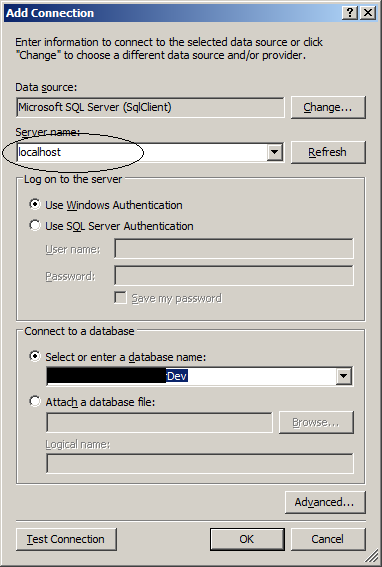 Add Connection
Enter information to connect to the selected data source or click
"Change" to choose a different data source and/or provider.
Data source:
Microsoft SQL Server (SqlClient)
Change...
Server name:
localhost
Refresh
Log on to the server
Use Windows Authentication
Use SQL Server Authentication
User name:
Password:
Save my password
Connect to a database
Select or enter a database name:
Dev
Attach a database file:
Browse...
Logical name:
Advanced...
Test Connection
OK
Cancel